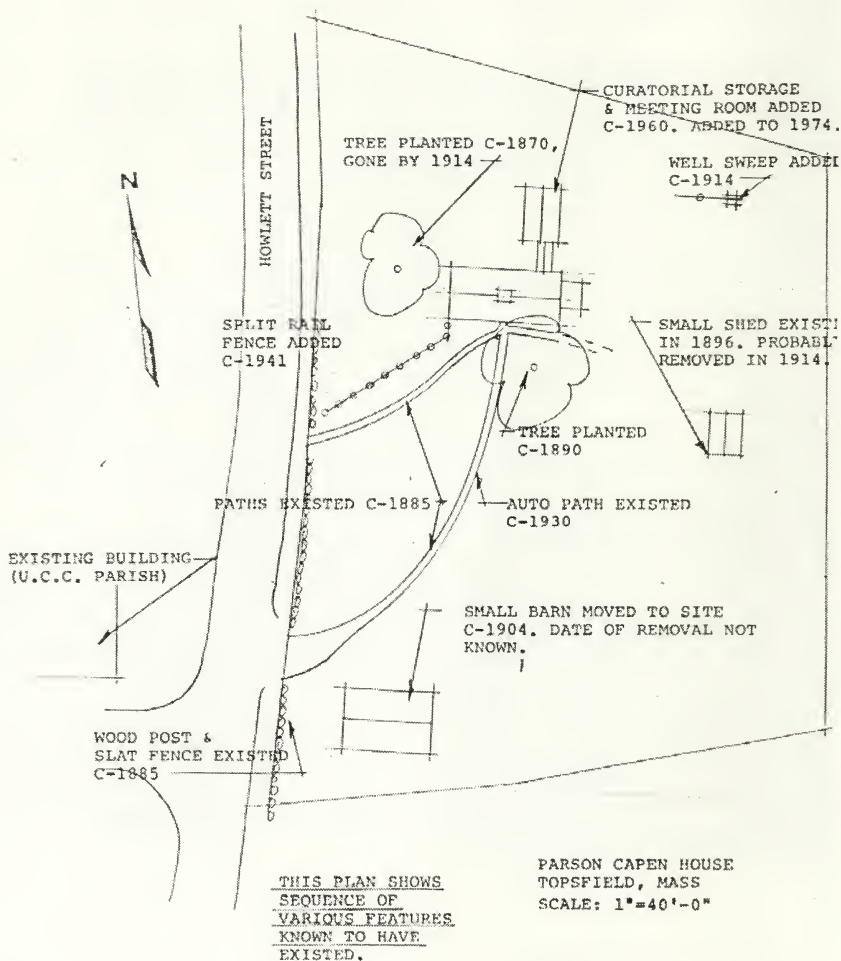 CURATORIAL STORAGE
& MEETING ROOM ADDED
C-1960. ADDED TO 1974.
TREE PLANTED C-1870,
GONE BY 1914
WELL SWEEP ADDED
C-1914
N
HOWLETT STREET
SPLIT RAIL
FENCE ADDED
C-1941
SMALL SHED EXISTI
IN 1896. PROBABL
REMOVED IN 1914.
TREE PLANTED
C-1890
PATHS EXISTED C-1885
AUTO PATH EXISTED
C-1930
EXISTING BUILDING
(U.C.C. PARISH)
SMALL BARN MOVED TO SITE
C-1904. DATE OF REMOVAL NOT
KNOWN.
WOOD POST &
SLAT FENCE EXISTED
C-1885
THIS PLAN SHOWS
SEQUENCE OF
VARIOUS FEATURES
KNOWN TO HAVE
EXISTED.
PARSON CAPEN HOUSE
TOPSFIELD, MASS
SCALE: 1"=40'-0"